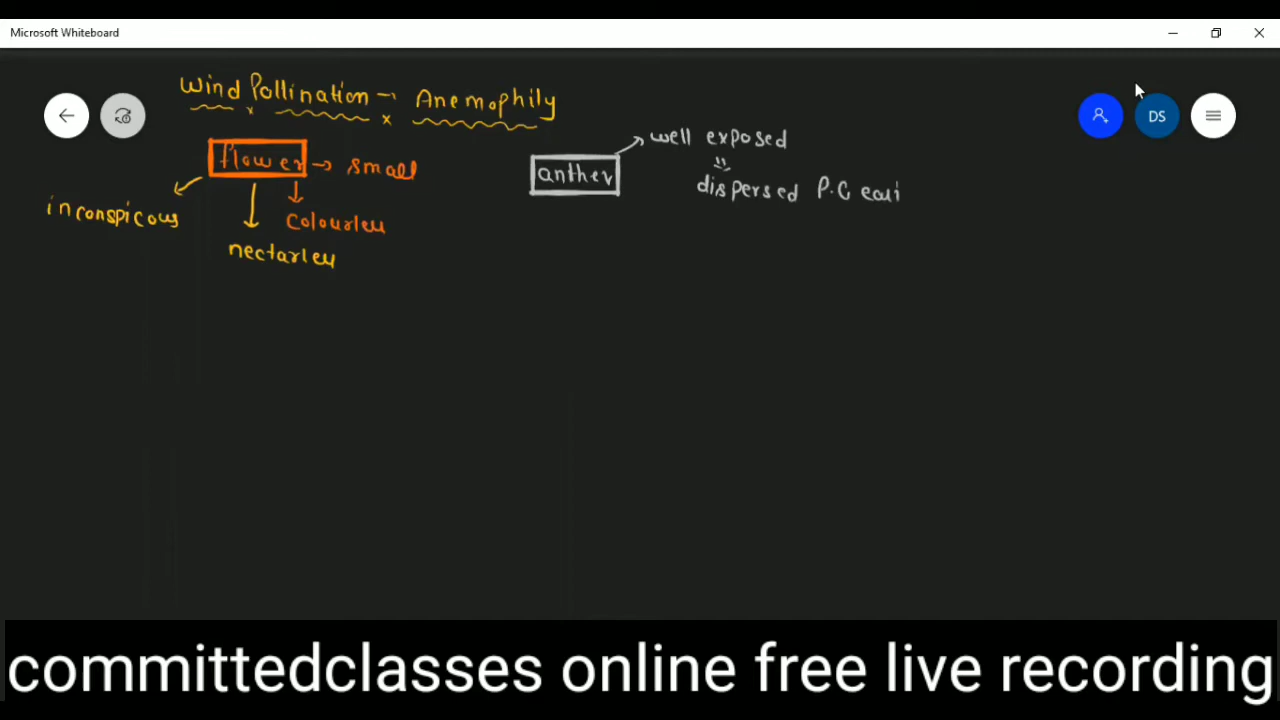 Microsoft Whiteboard
Wind Pollination - Anemophily
flower → small
inconspicous
colourless
nectarless
anther
well exposed
dispersed P.G easi
DS
committedclasses online free live recording